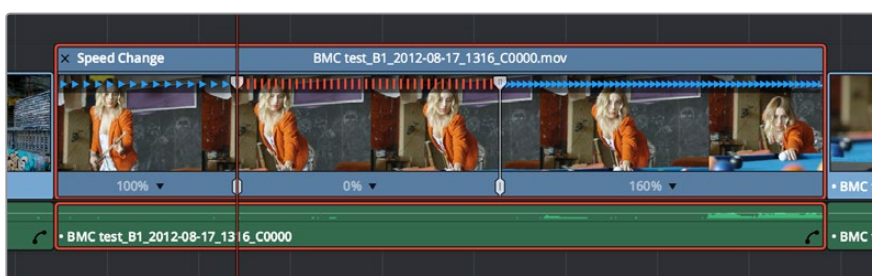 × Speed Change BMC test_B1_2012-08-17_1316_C0000.mov
100% ▼ 0% ▼ 160% ▼ • BMC
• BMC test_B1_2012-08-17_1316_C0000 • BMC